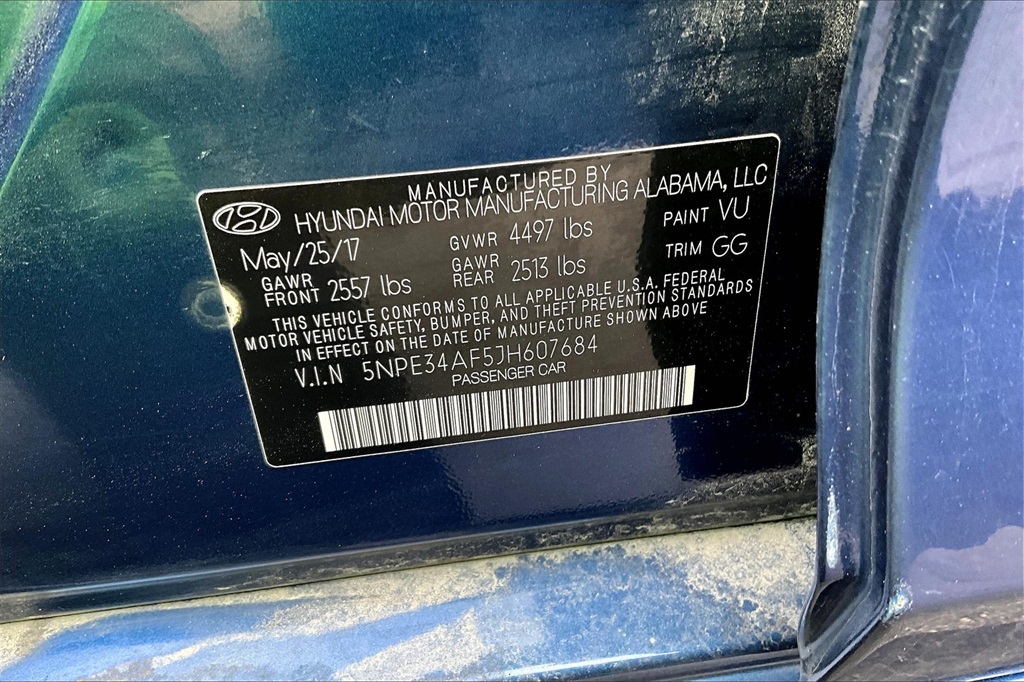 MANUFACTURED BY
HYUNDAI MOTOR MANUFACTURING ALABAMA, LLC
May/25/17 GVWR 4497 lbs PAINT VU
GAWR FRONT 2557 lbs GAWR REAR 2513 lbs TRIM GG
THIS VEHICLE CONFORMS TO ALL APPLICABLE U.S.A. FEDERAL
MOTOR VEHICLE SAFETY, BUMPER, AND THEFT PREVENTION STANDARDS
IN EFFECT ON THE DATE OF MANUFACTURE SHOWN ABOVE
V.I.N 5NPE34AF5JH607684
PASSENGER CAR